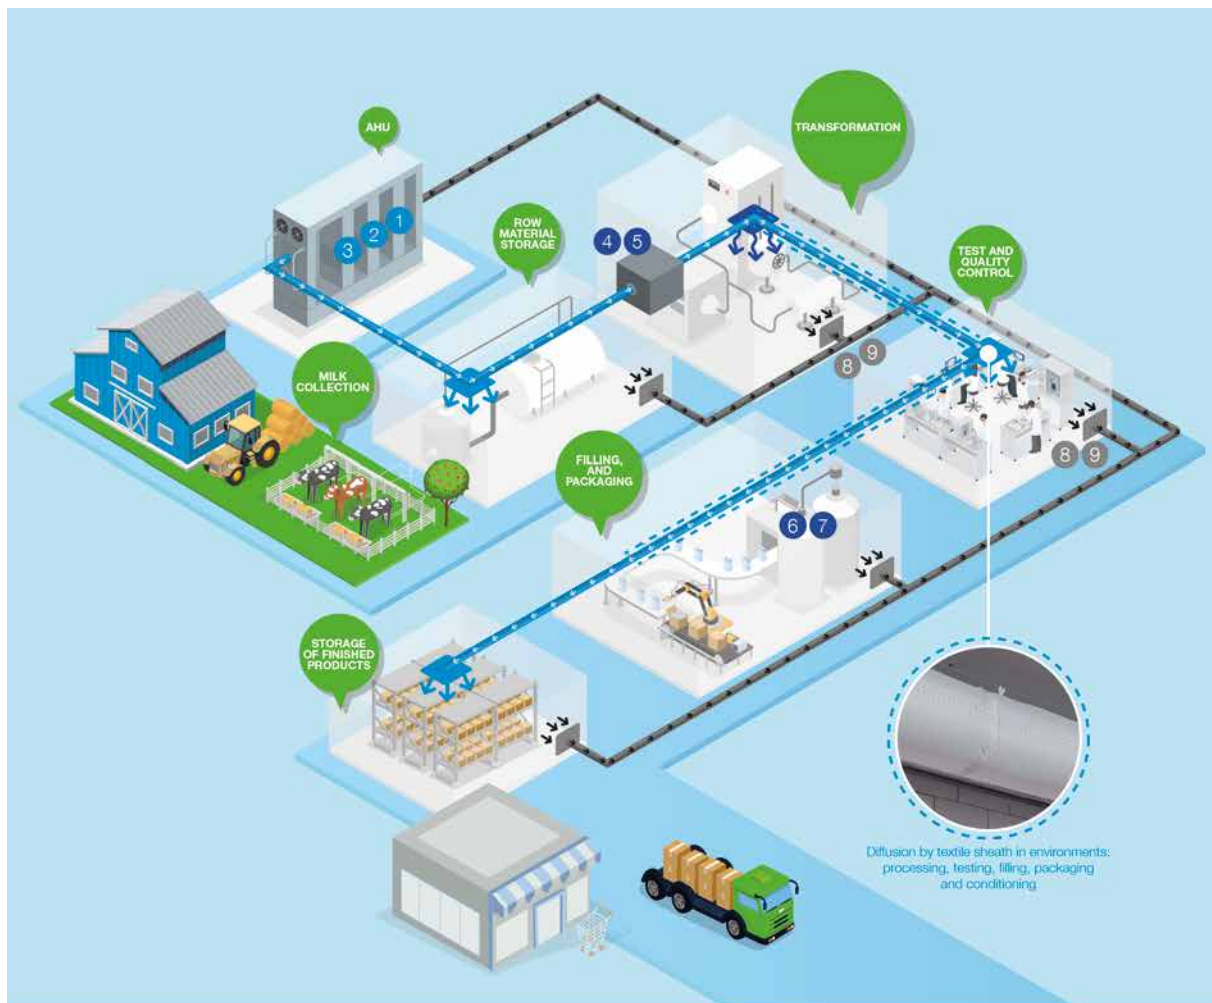 TRANSFORMATION
AHU
3 2 1
ROW
MATERIAL
STORAGE
4 5
TEST AND
QUALITY
CONTROL
MILK
COLLECTION
8 9
8 9
FILLING,
AND
PACKAGING
6 7
STORAGE
OF FINISHED
PRODUCTS
Diffusion by textile sheath in environments:
processing, testing, filling, packaging
and conditioning